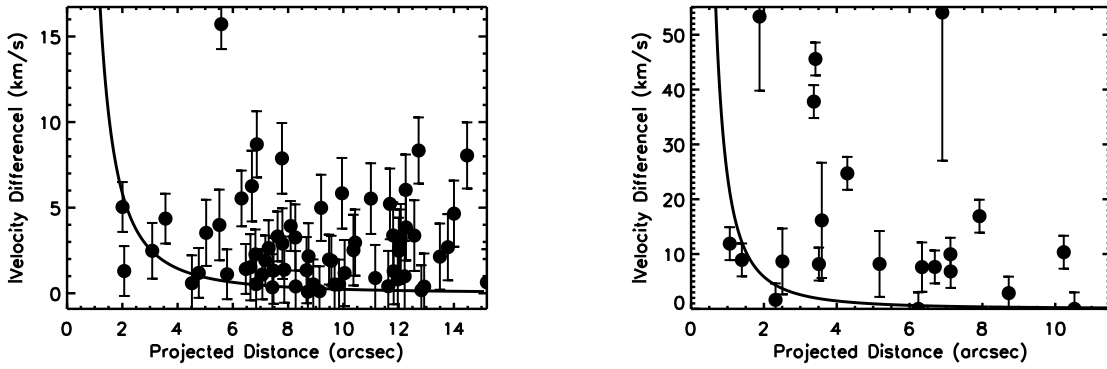 15
10
5
0
0 2 4 6 8 10 12 14
Projected Distance (arcsec)
|Velocity Difference| (km/s)
50
40
30
20
10
0
0 2 4 6 8 10
Projected Distance (arcsec)
|Velocity Difference| (km/s)